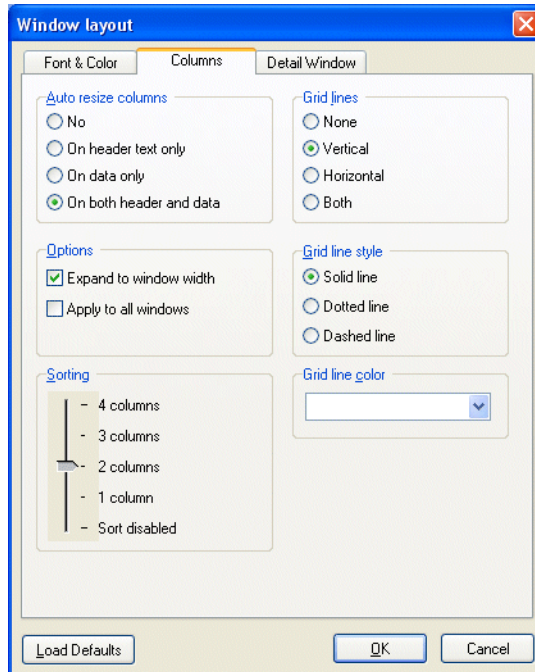 Window layout
Font & Color
Columns
Detail Window
Auto resize columns
No
On header text only
On data only
On both header and data
Grid lines
None
Vertical
Horizontal
Both
Options
Expand to window width
Apply to all windows
Grid line style
Solid line
Dotted line
Dashed line
Sorting
4 columns
3 columns
2 columns
1 column
Sort disabled
Grid line color
Load Defaults
OK
Cancel